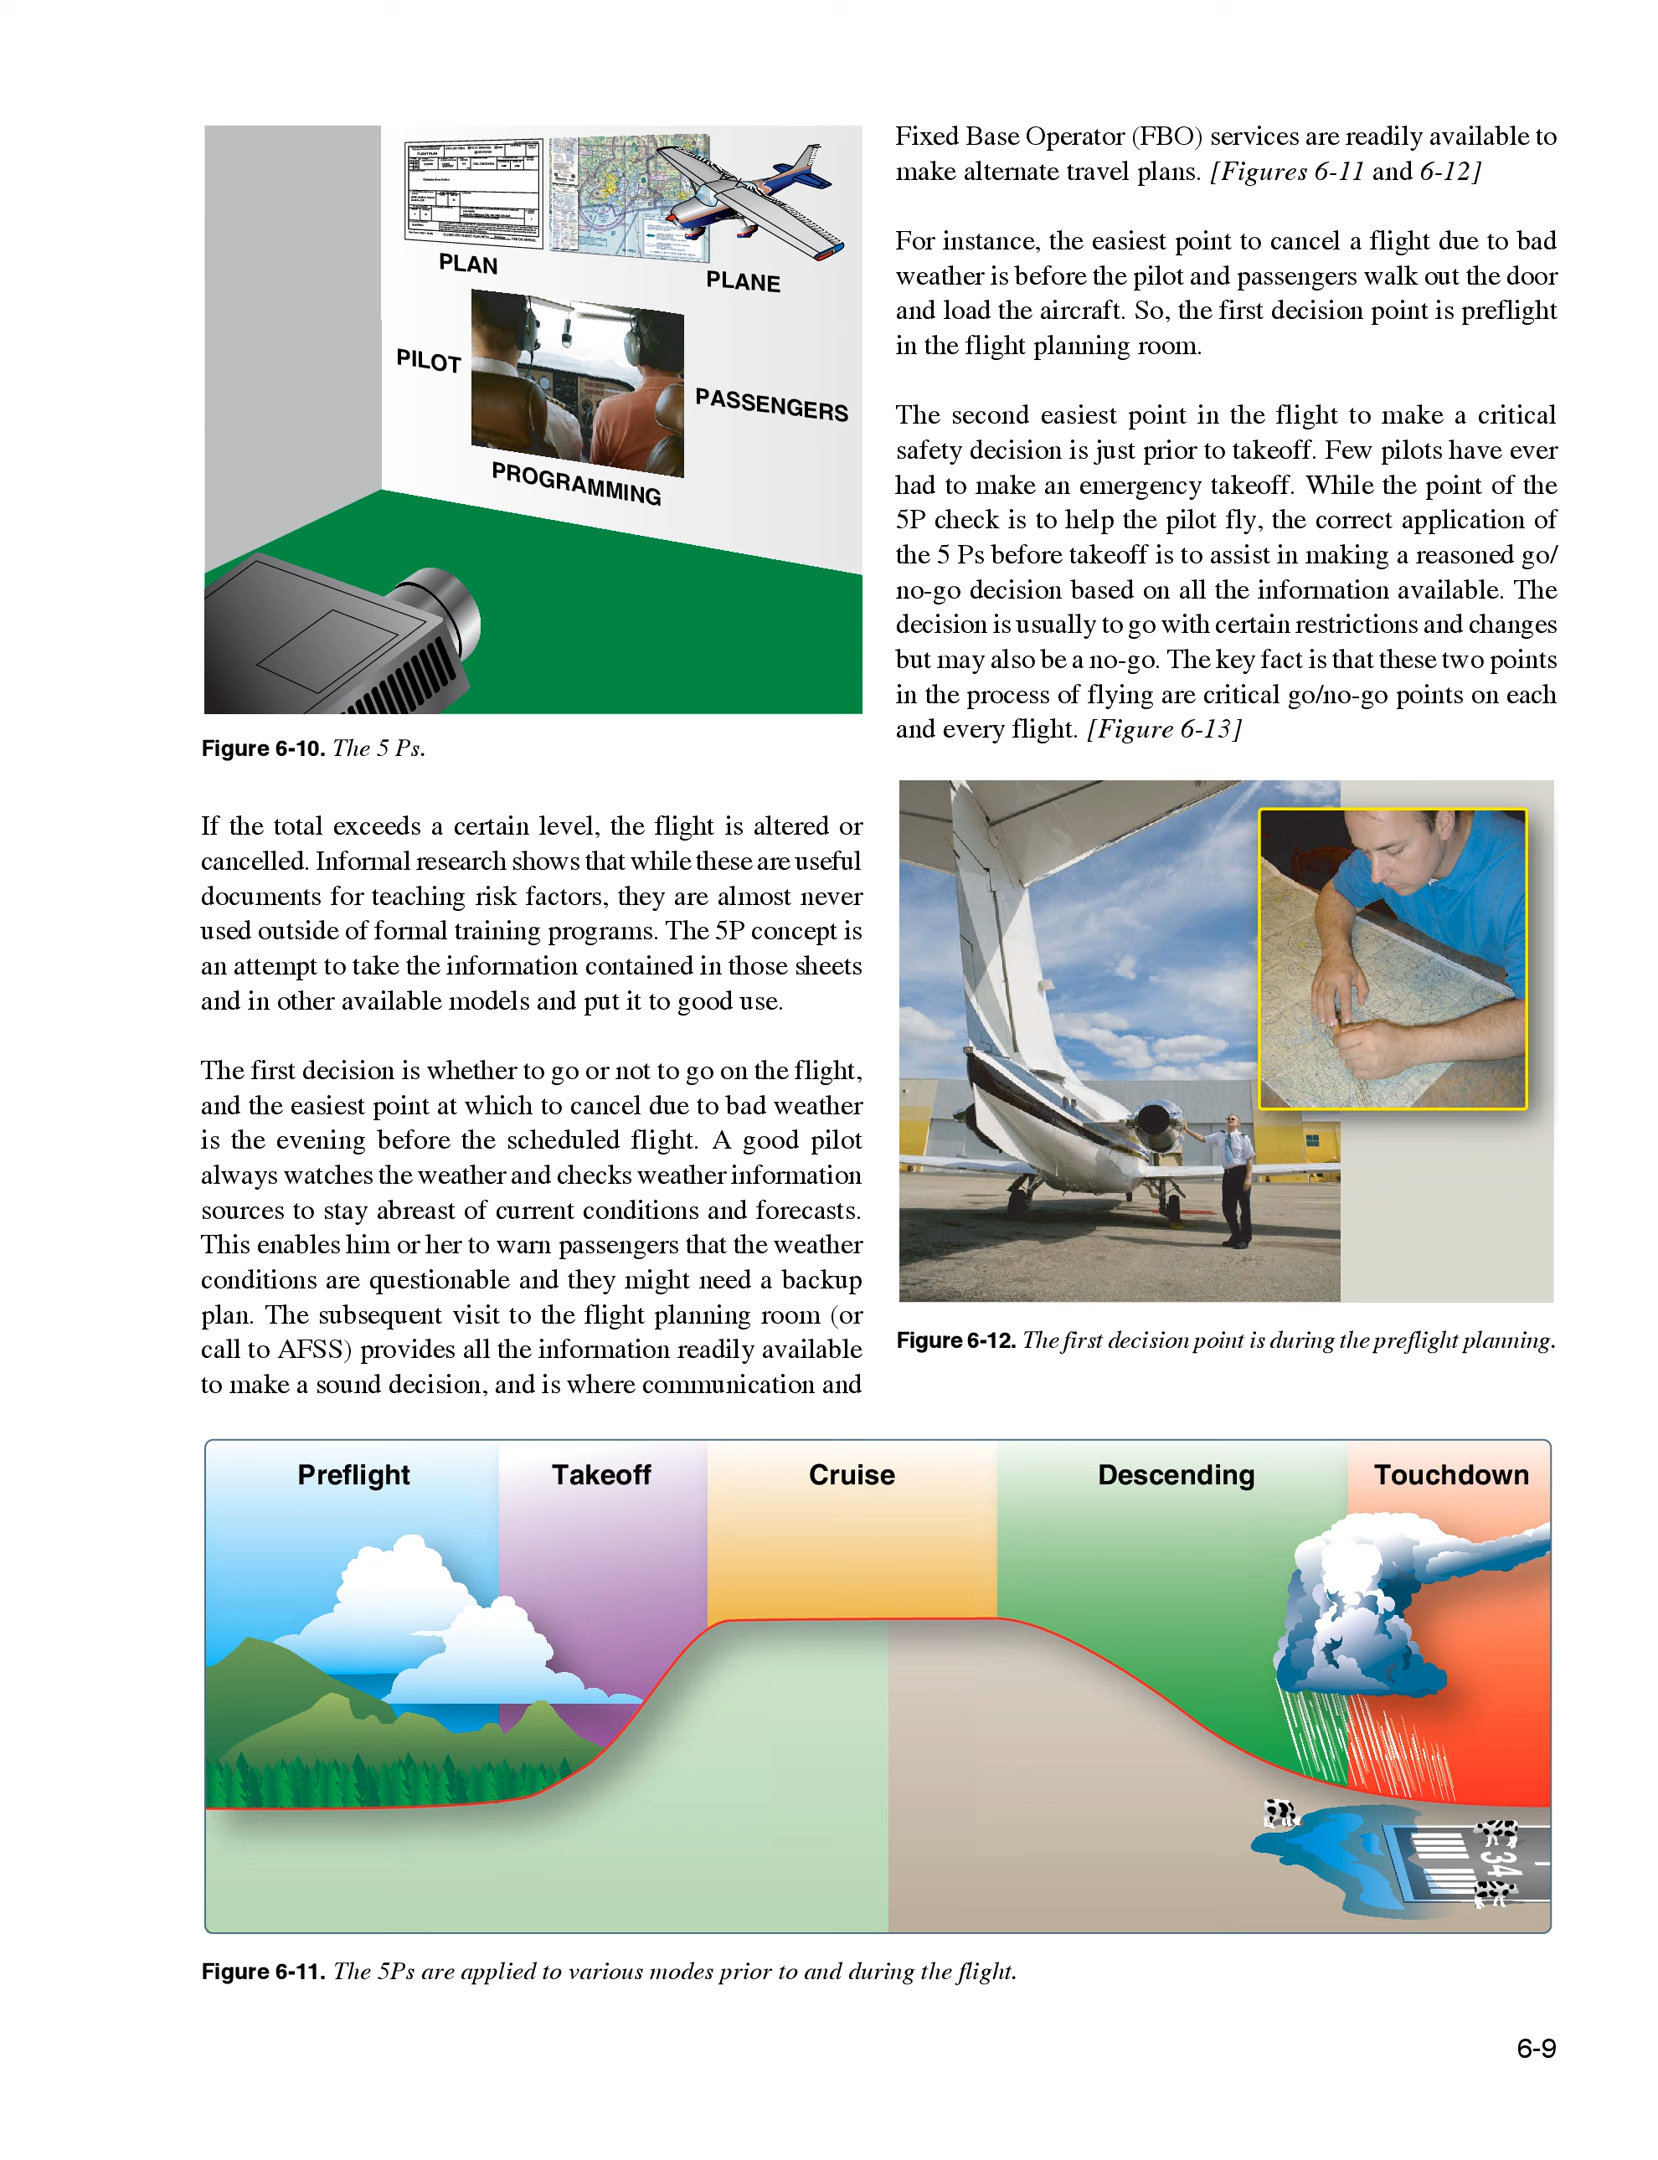 PLAN
PLANE
PILOT
PASSENGERS
PROGRAMMING
Figure 6-10. The 5 Ps.
If the total exceeds a certain level, the flight is altered or
cancelled. Informal research shows that while these are useful
documents for teaching risk factors, they are almost never
used outside of formal training programs. The 5P concept is
an attempt to take the information contained in those sheets
and in other available models and put it to good use.
The first decision is whether to go or not to go on the flight,
and the easiest point at which to cancel due to bad weather
is the evening before the scheduled flight. A good pilot
always watches the weather and checks weather information
sources to stay abreast of current conditions and forecasts.
This enables him or her to warn passengers that the weather
conditions are questionable and they might need a backup
plan. The subsequent visit to the flight planning room (or
call to AFSS) provides all the information readily available
to make a sound decision, and is where communication and
Fixed Base Operator (FBO) services are readily available to
make alternate travel plans. [Figures 6-11 and 6-12]
For instance, the easiest point to cancel a flight due to bad
weather is before the pilot and passengers walk out the door
and load the aircraft. So, the first decision point is preflight
in the flight planning room.
The second easiest point in the flight to make a critical
safety decision is just prior to takeoff. Few pilots have ever
had to make an emergency takeoff. While the point of the
5P check is to help the pilot fly, the correct application of
the 5 Ps before takeoff is to assist in making a reasoned go/
no-go decision based on all the information available. The
decision is usually to go with certain restrictions and changes
but may also be a no-go. The key fact is that these two points
in the process of flying are critical go/no-go points on each
and every flight. [Figure 6-13]
Figure 6-12. The first decision point is during the preflight planning.
Preflight
Takeoff
Cruise
Descending
Touchdown
34
Figure 6-11. The 5Ps are applied to various modes prior to and during the flight.
6-9